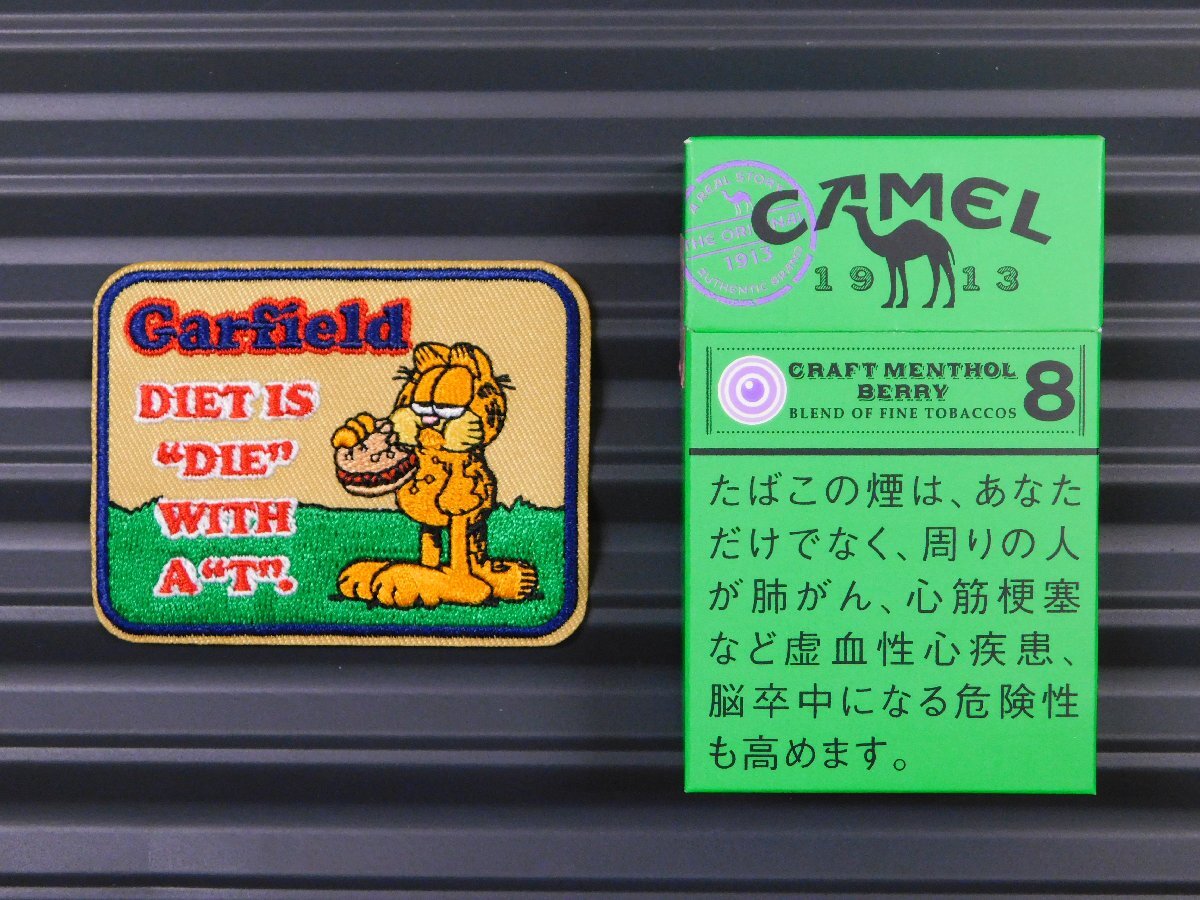 Garfield
DIET IS
“DIE”
WITH
A “T”.
A REAL STORY
THE ORIGINAL
1913
AUTHENTIC BRAND
CAMEL
1913
CRAFT MENTHOL
BERRY
BLEND OF FINE TOBACCOS
8
たばこの煙は、あなた
だけでなく、周りの人
が肺がん、心筋梗塞
など虚血性心疾患、
脳卒中になる危険性
も高めます。